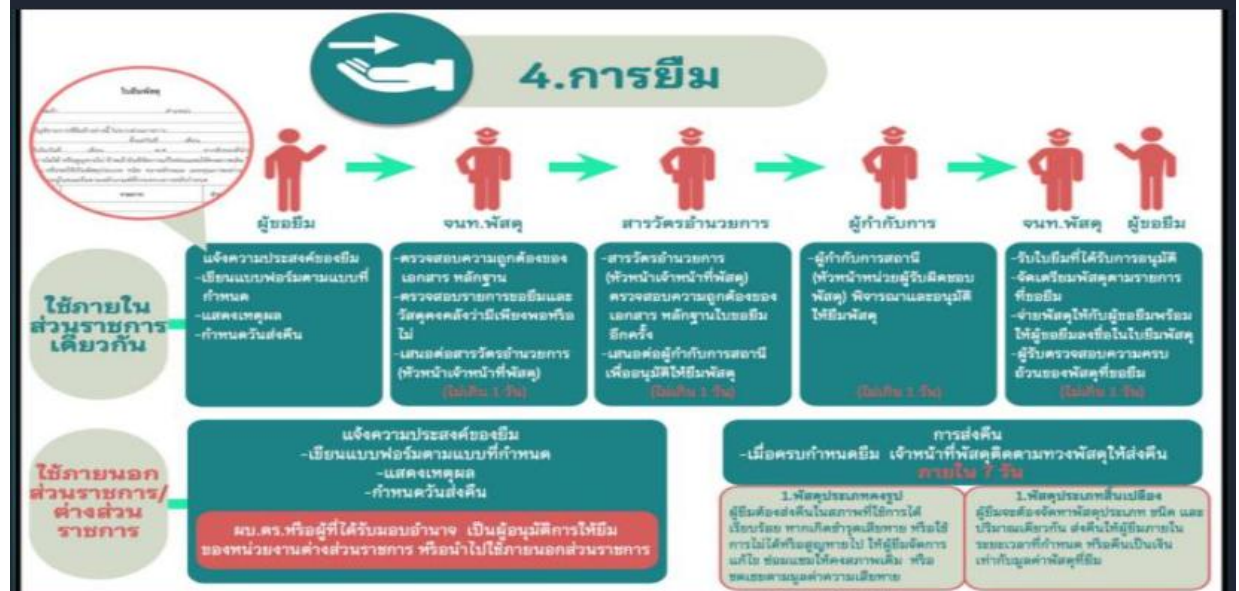 4.การยืม
ใบยืมพัสดุ
ผู้ขอยืม
จนท.พัสดุ
สารวัตรอำนวยการ
ผู้กำกับการ
จนท.พัสดุ
ผู้ขอยืม
ใช้ภายใน
ส่วนราชการ
เดียวกัน
แจ้งความประสงค์ของยืม
-เขียนแบบฟอร์มตามแบบที่
กำหนด
-แสดงเหตุผล
-กำหนดวันส่งคืน
-ตรวจสอบความถูกต้องของ
เอกสาร หลักฐาน
-ตรวจสอบรายการขอยืมและ
วัสดุคงคลังว่ามีเพียงพอหรือ
ไม่
-เสนอต่อสารวัตรอำนวยการ
(หัวหน้าเจ้าหน้าที่พัสดุ)
(ไม่เกิน 1 วัน)
-สารวัตรอำนวยการ
(หัวหน้าเจ้าหน้าที่พัสดุ)
ตรวจสอบความถูกต้องของ
เอกสาร หลักฐานใบขอยืม
อีกครั้ง
-เสนอต่อผู้กำกับการสถานี
เพื่ออนุมัติให้ยืมพัสดุ
(ไม่เกิน 1 วัน)
-ผู้กำกับการสถานี
(หัวหน้าหน่วยผู้รับผิดชอบ
พัสดุ) พิจารณาและอนุมัติ
ให้ยืมพัสดุ
(ไม่เกิน 1 วัน)
-รับใบยืมที่ได้รับการอนุมัติ
-จัดเตรียมพัสดุตามรายการ
ที่ขอยืม
-จ่ายพัสดุให้กับผู้ขอยืมพร้อม
ให้ผู้ขอยืมลงชื่อในใบยืมพัสดุ
-ผู้รับตรวจสอบความครบ
ถ้วนของพัสดุที่ขอยืม
(ไม่เกิน 1 วัน)
ใช้ภายนอก
ส่วนราชการ/
ต่างส่วน
ราชการ
แจ้งความประสงค์ของยืม
-เขียนแบบฟอร์มตามแบบที่กำหนด
-แสดงเหตุผล
-กำหนดวันส่งคืน
ผบ.ตร.หรือผู้ที่ได้รับมอบอำนาจ เป็นผู้อนุมัติการให้ยืม
ของหน่วยงานต่างส่วนราชการ หรือนำไปใช้ภายนอกส่วนราชการ
การส่งคืน
-เมื่อครบกำหนดยืม เจ้าหน้าที่พัสดุติดตามทวงพัสดุให้ส่งคืน
ภายใน 7 วัน
1.พัสดุประเภทคงรูป
ผู้ยืมต้องส่งคืนในสภาพที่ใช้การได้
เรียบร้อย หากเกิดชำรุดเสียหาย หรือใช้
การไม่ได้หรือสูญหายไป ให้ผู้ยืมจัดการ
แก้ไข ซ่อมแซมให้คงสภาพเดิม หรือ
ชดเชยตามมูลค่าความเสียหาย
1.พัสดุประเภทสิ้นเปลือง
ผู้ยืมจะต้องจัดหาพัสดุประเภท ชนิด และ
ปริมาณเดียวกัน ส่งคืนให้ผู้ยืมภายใน
ระยะเวลาที่กำหนด หรือคืนเป็นเงิน
เท่ากับมูลค่าพัสดุที่ยืม